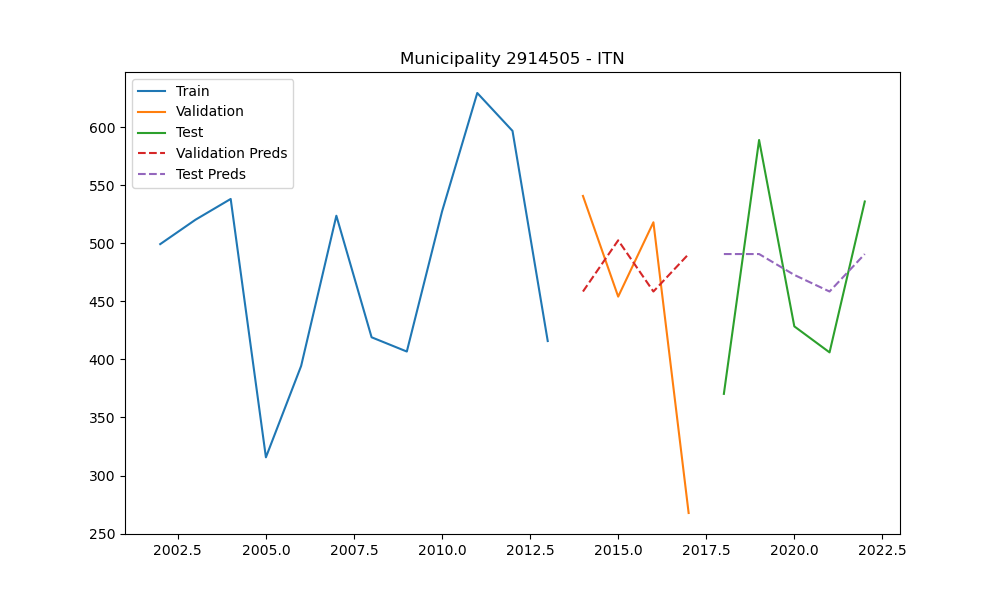 Municipality 2914505 - ITN
Train
Validation
Test
Validation Preds
Test Preds
600
550
500
450
400
350
300
250
2002.5 2005.0 2007.5 2010.0 2012.5 2015.0 2017.5 2020.0 2022.5